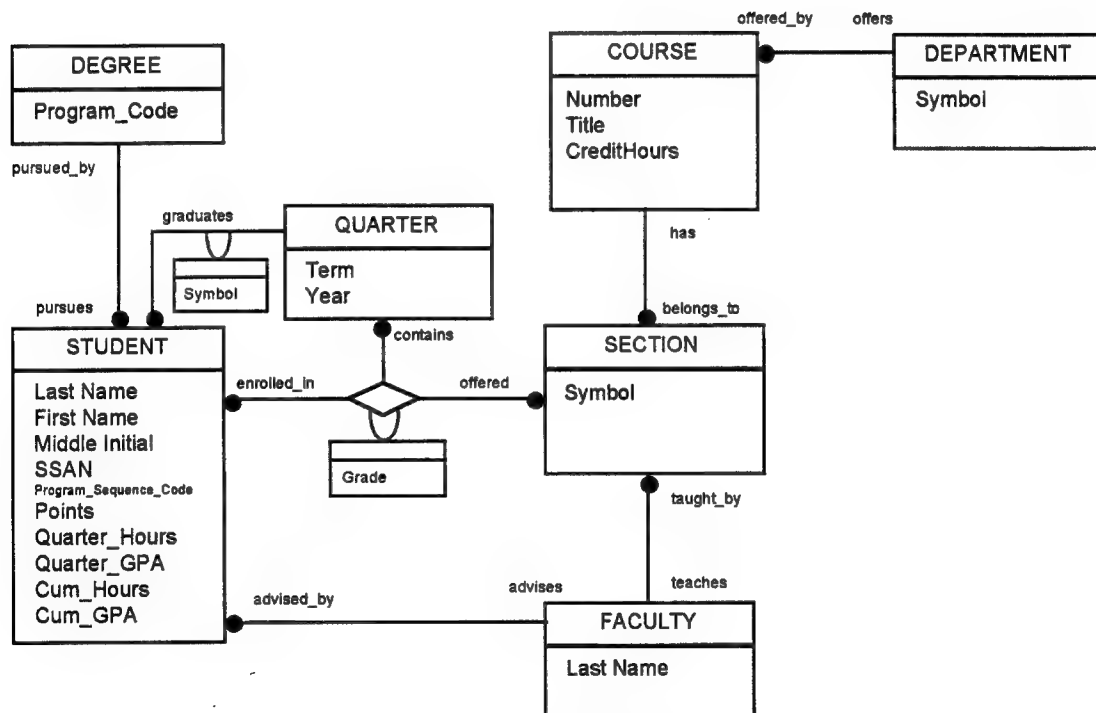 offered_by
offers
DEGREE
Program_Code
COURSE
Number
Title
CreditHours
DEPARTMENT
Symbol
pursued_by
graduates
QUARTER
Term
Year
Symbol
has
pursues
contains
belongs_to
STUDENT
Last Name
First Name
Middle Initial
SSAN
Program_Sequence_Code
Points
Quarter_Hours
Quarter_GPA
Cum_Hours
Cum_GPA
enrolled_in
offered
Grade
SECTION
Symbol
taught_by
teaches
advised_by
advises
FACULTY
Last Name